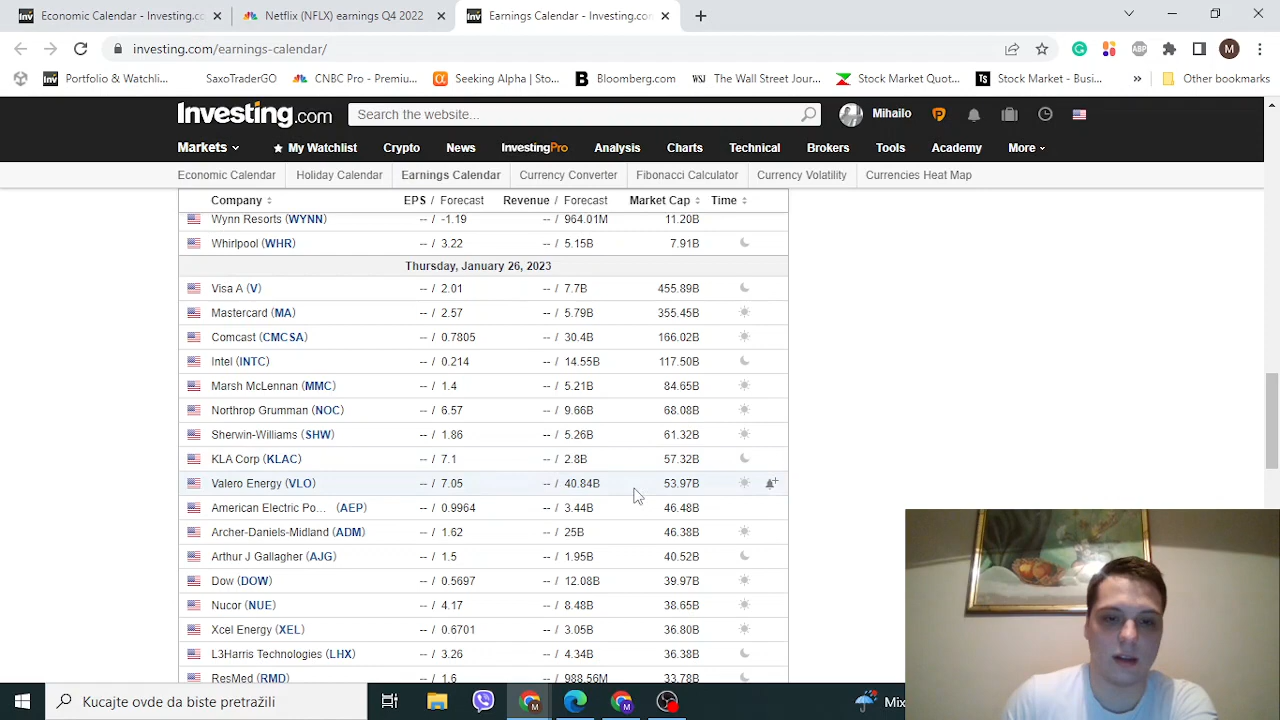 Economic Calendar - Investing.co
Netflix (NFLX) earnings Q4 2022
Earnings Calendar - Investing.com
investing.com/earnings-calendar/
ABP
M
Inv Portfolio & Watchli...
SaxoTraderGO
CNBC Pro - Premiu...
Seeking Alpha | Sto...
B Bloomberg.com
WSJ The Wall Street Jour...
Stock Market Quot...
TS Stock Market - Busi...
»
Other bookmarks
Investing.com
Search the website...
Mihailo
Markets
My Watchlist
Crypto
News
InvestingPro
Analysis
Charts
Technical
Brokers
Tools
Academy
More
Economic Calendar
Holiday Calendar
Earnings Calendar
Currency Converter
Fibonacci Calculator
Currency Volatility
Currencies Heat Map
Company EPS / Forecast Revenue / Forecast Market Cap Time
Wynn Resorts (WYNN) -- / -1.19 -- / 964.01M 11.20B
Whirlpool (WHR) -- / 3.22 -- / 5.15B 7.91B
Thursday, January 26, 2023
Visa A (V) -- / 2.01 -- / 7.7B 455.89B
Mastercard (MA) -- / 2.57 -- / 5.79B 355.45B
Comcast (CMCSA) -- / 0.7805 -- / 30.4B 166.02B
Intel (INTC) -- / 0.214 -- / 14.55B 117.50B
Marsh McLennan (MMC) -- / 1.4 -- / 5.21B 84.65B
Northrop Grumman (NOC) -- / 6.57 -- / 9.66B 68.08B
Sherwin-Williams (SHW) -- / 1.86 -- / 5.26B 61.32B
KLA Corp (KLAC) -- / 7.1 -- / 2.8B 57.32B
Valero Energy (VLO) -- / 7.05 -- / 40.84B 53.97B
American Electric Po... (AEP) -- / 0.9964 -- / 3.44B 46.48B
Archer-Daniels-Midland (ADM) -- / 1.62 -- / 25B 46.38B
Arthur J Gallagher (AJG) -- / 1.5 -- / 1.95B 40.52B
Dow (DOW) -- / 0.5697 -- / 12.08B 39.97B
Nucor (NUE) -- / 4.17 -- / 8.48B 38.65B
Xcel Energy (XEL) -- / 0.6701 -- / 3.05B 36.80B
L3Harris Technologies (LHX) -- / 3.26 -- / 4.34B 36.38B
ResMed (RMD) -- / 1.6 -- / 988.56M 33.78B
Kucajte ovde da biste pretražili
Mix